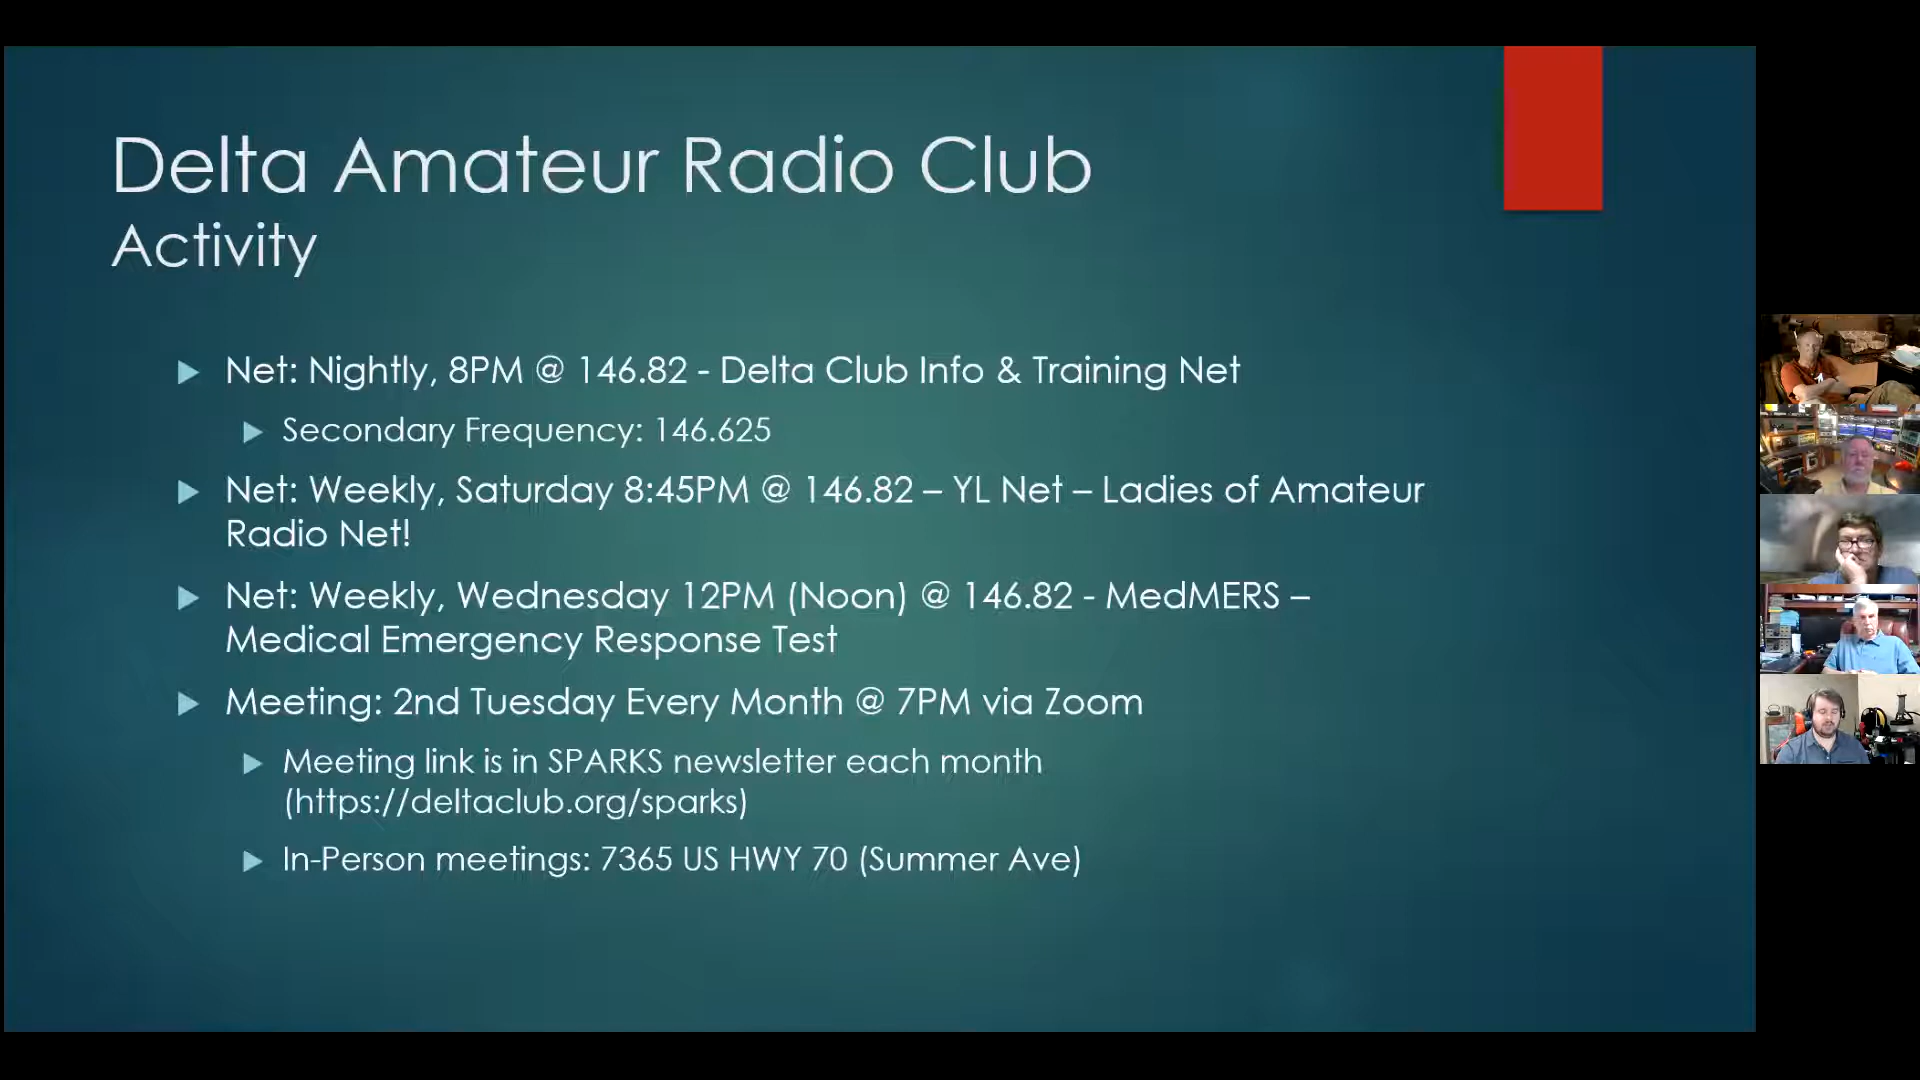 Delta Amateur Radio Club
Activity
Net: Nightly, 8PM @ 146.82 - Delta Club Info & Training Net
Secondary Frequency: 146.625
Net: Weekly, Saturday 8:45PM @ 146.82 – YL Net – Ladies of Amateur
Radio Net!
Net: Weekly, Wednesday 12PM (Noon) @ 146.82 - MedMERS –
Medical Emergency Response Test
Meeting: 2nd Tuesday Every Month @ 7PM via Zoom
Meeting link is in SPARKS newsletter each month
(https://deltaclub.org/sparks)
In-Person meetings: 7365 US HWY 70 (Summer Ave)